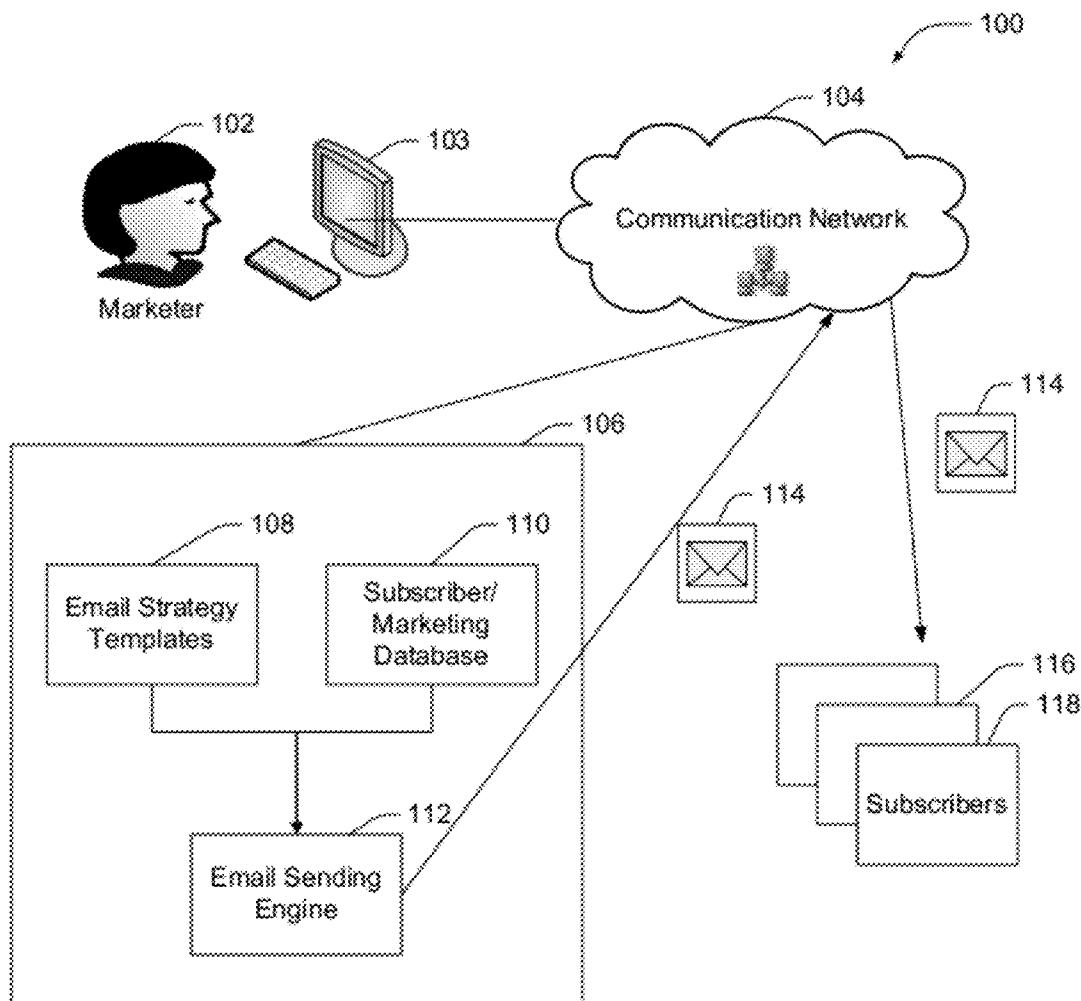 100
102
103
104
Communication Network
Marketer
114
106
114
108
110
Email Strategy
Templates
Subscriber/
Marketing
Database
116
118
Subscribers
112
Email Sending
Engine